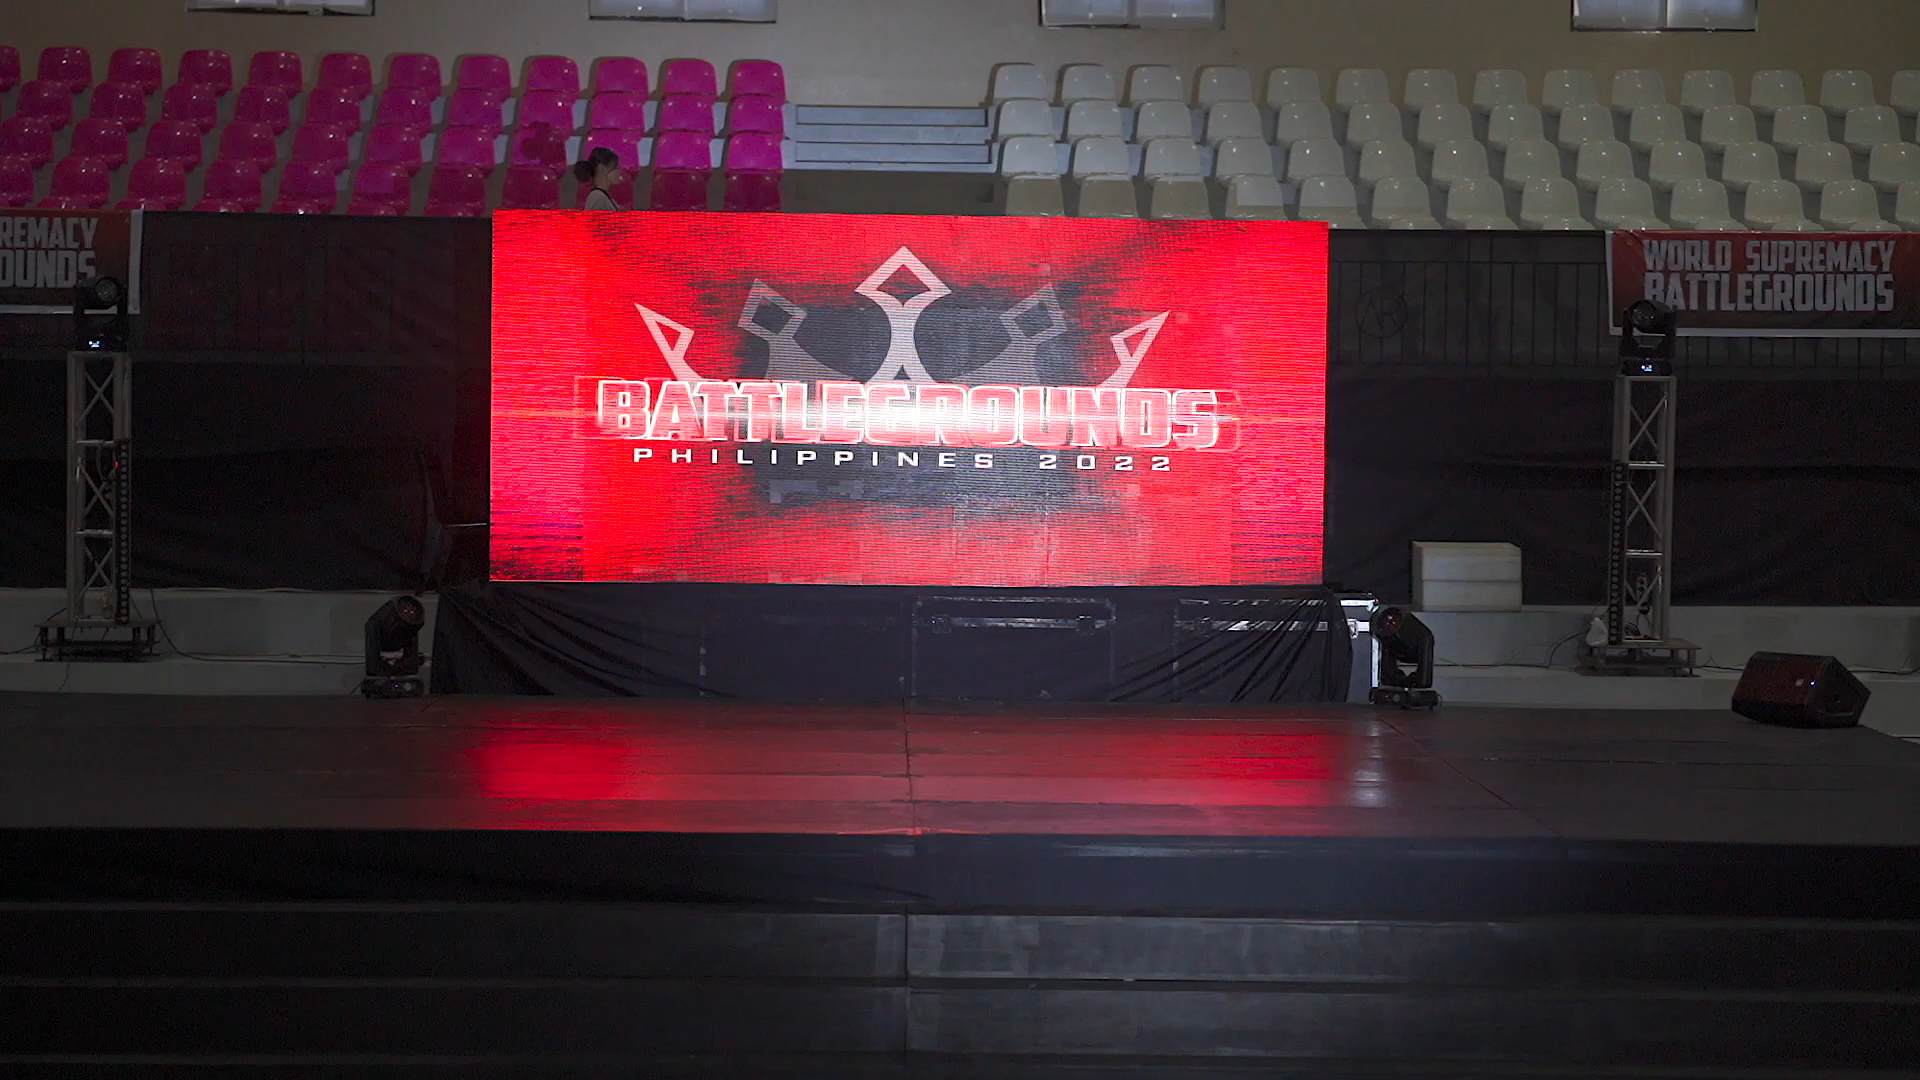 REMACY
OUNDS
BATTLEGROUNDS
PHILIPPINES 2022
WORLD SUPREMACY
BATTLEGROUNDS